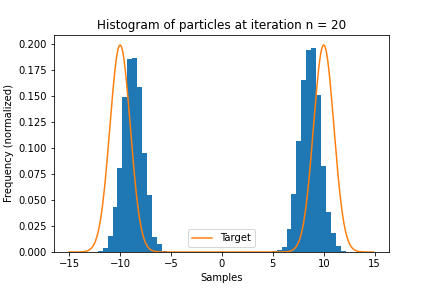 Histogram of particles at iteration n = 20
Frequency (normalized)
0.200
0.175
0.150
0.125
0.100
0.075
0.050
0.025
0.000
Target
−15 −10 −5 0 5 10 15
Samples